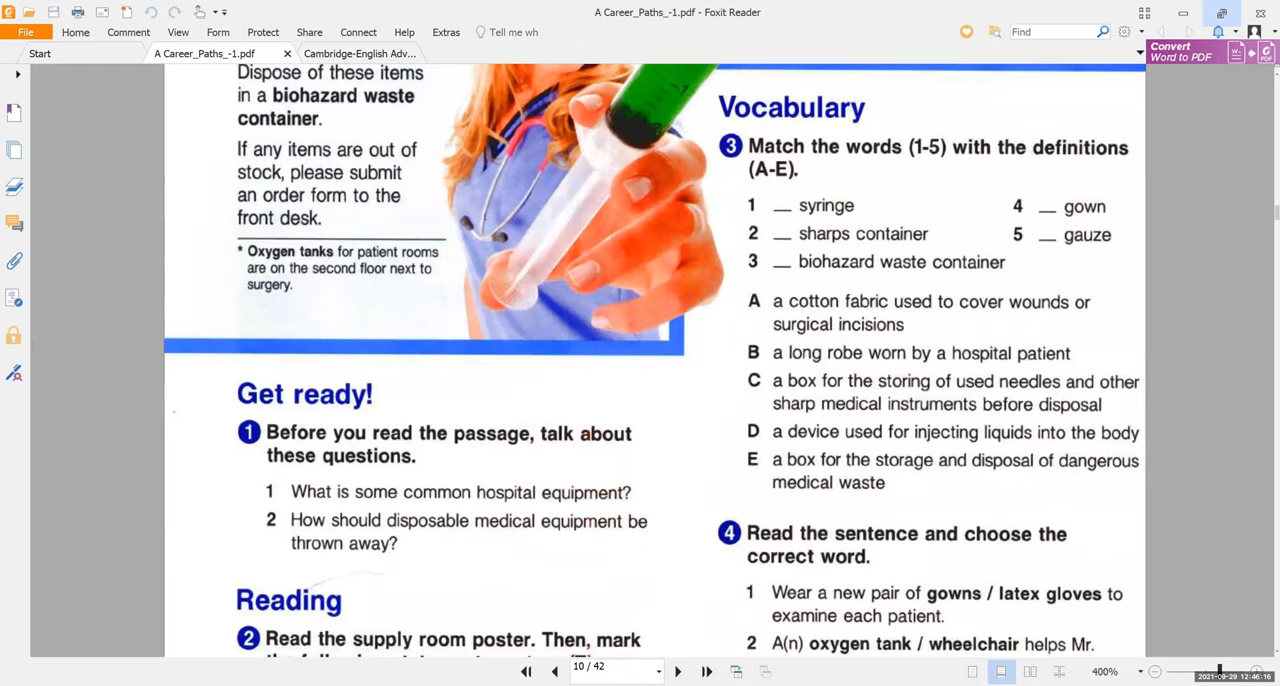 A Career_Paths_-1.pdf - Foxit Reader
File Home Comment View Form Protect Share Connect Help Extras Tell me wh Find
Start A Career_Paths_-1.pdf Cambridge-English Adv...
Convert
Word to PDF
PDF
Dispose of these items
in a biohazard waste
container.
If any items are out of
stock, please submit
an order form to the
front desk.
* Oxygen tanks for patient rooms
are on the second floor next to
surgery.
Get ready!
1 Before you read the passage, talk about
these questions.
1 What is some common hospital equipment?
2 How should disposable medical equipment be
thrown away?
Reading
2 Read the supply room poster. Then, mark
Vocabulary
3 Match the words (1-5) with the definitions
(A-E).
1 __ syringe 4 __ gown
2 __ sharps container 5 __ gauze
3 __ biohazard waste container
A a cotton fabric used to cover wounds or
surgical incisions
B a long robe worn by a hospital patient
C a box for the storing of used needles and other
sharp medical instruments before disposal
D a device used for injecting liquids into the body
E a box for the storage and disposal of dangerous
medical waste
4 Read the sentence and choose the
correct word.
1 Wear a new pair of gowns / latex gloves to
examine each patient.
2 A(n) oxygen tank / wheelchair helps Mr.
10 / 42
400%
2021-09-29 12:46:16